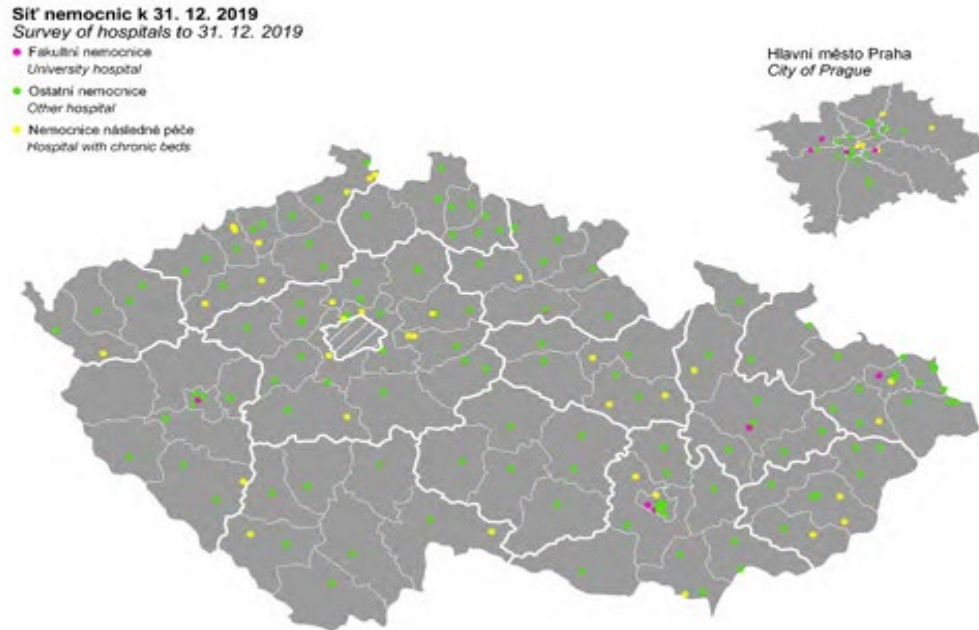 Síť nemocnic k 31. 12. 2019
Survey of hospitals to 31. 12. 2019
Fakultní nemocnice
University hospital
Ostatní nemocnice
Other hospital
Nemocnice následné péče
Hospital with chronic beds
Hlavní město Praha
City of Prague